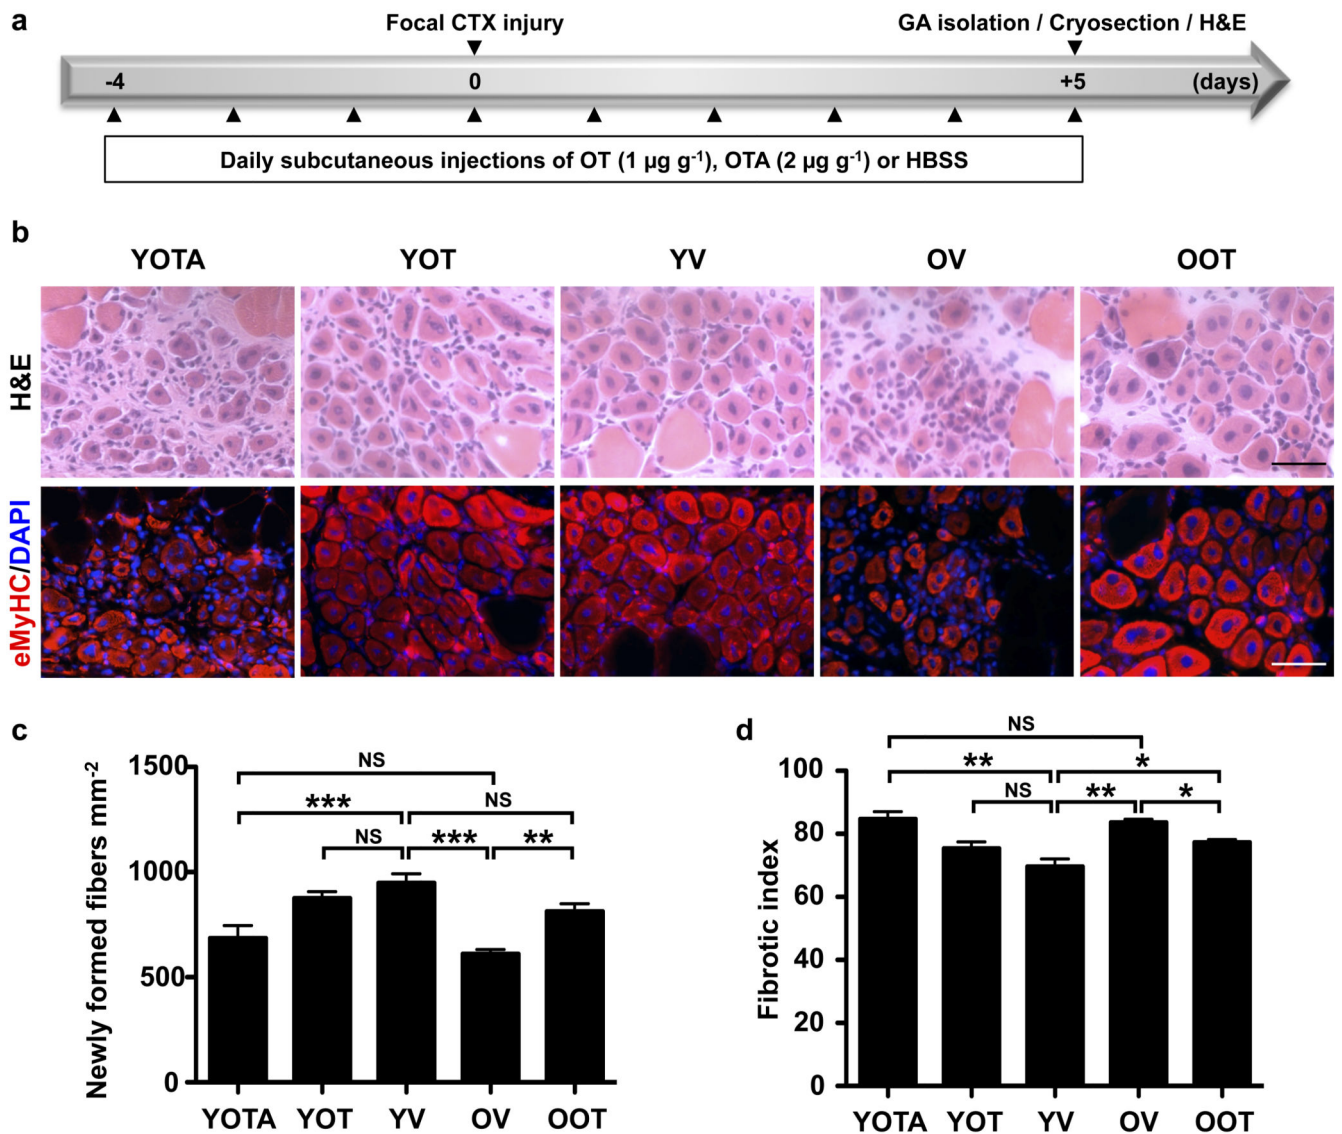 a
Focal CTX injury
GA isolation / Cryosection / H&E
-4
0
+5
(days)
Daily subcutaneous injections of OT (1 µg g⁻¹), OTA (2 µg g⁻¹) or HBSS
b
YOTA YOT YV OV OOT
H&E
eMyHC/DAPI
c
Newly formed fibers mm⁻²
1500
1000
500
0
NS
*** NS
NS *** **
YOTA YOT YV OV OOT
d
Fibrotic index
100
80
60
40
20
0
NS
** *
NS ** *
YOTA YOT YV OV OOT